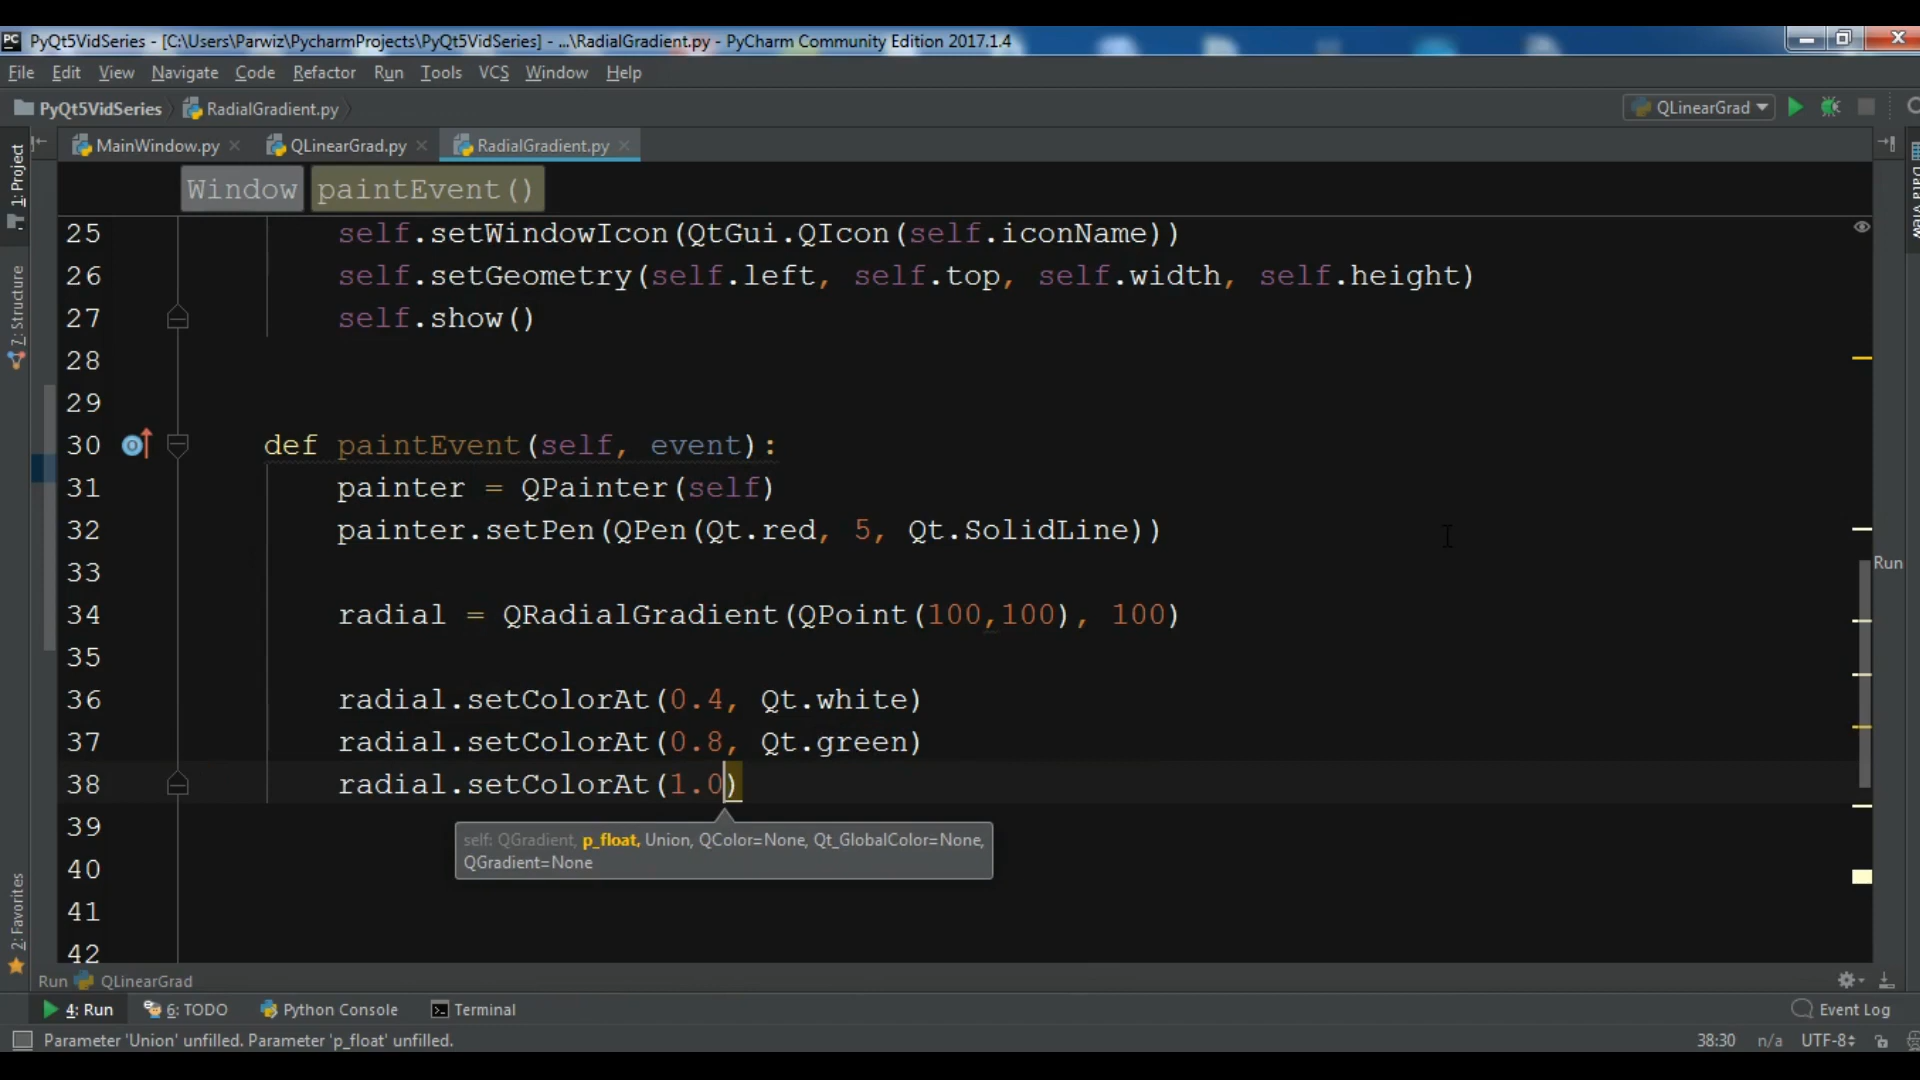 PyQt5VidSeries - [C:\Users\Parwiz\PycharmProjects\PyQt5VidSeries] - ...\RadialGradient.py - PyCharm Community Edition 2017.1.4
File Edit View Navigate Code Refactor Run Tools VCS Window Help
PyQt5VidSeries RadialGradient.py QLinearGrad
MainWindow.py QLinearGrad.py RadialGradient.py
Window paintEvent()
25 self.setWindowIcon(QtGui.QIcon(self.iconName))
26 self.setGeometry(self.left, self.top, self.width, self.height)
27 self.show()
28
29
30 def paintEvent(self, event):
31 painter = QPainter(self)
32 painter.setPen(QPen(Qt.red, 5, Qt.SolidLine))
33
34 radial = QRadialGradient(QPoint(100,100), 100)
35
36 radial.setColorAt(0.4, Qt.white)
37 radial.setColorAt(0.8, Qt.green)
38 radial.setColorAt(1.0)
39
self: QGradient, p_float, Union, QColor=None, Qt_GlobalColor=None,
QGradient=None
40
41
42
1: Project
7: Structure
2: Favorites
Data View
Run
Run QLinearGrad
4: Run 6: TODO Python Console Terminal Event Log
Parameter 'Union' unfilled. Parameter 'p_float' unfilled. 38:30 n/a UTF-8